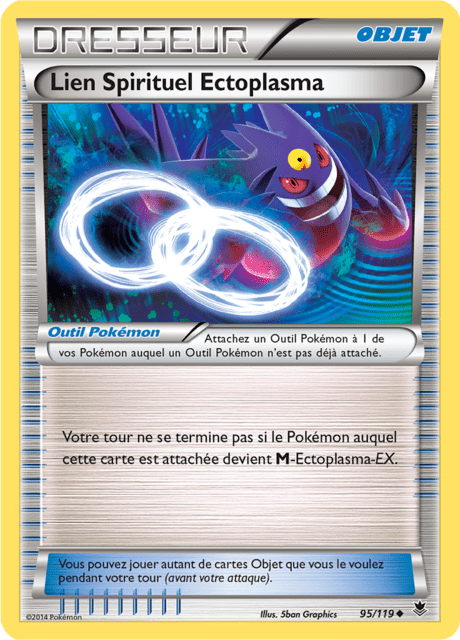 DRESSEUR
OBJET
Lien Spirituel Ectoplasma
Outil Pokémon
Attachez un Outil Pokémon à 1 de
vos Pokémon auquel un Outil Pokémon n'est pas déjà attaché.
Votre tour ne se termine pas si le Pokémon auquel
cette carte est attachée devient M-Ectoplasma-EX.
Vous pouvez jouer autant de cartes Objet que vous le voulez
pendant votre tour (avant votre attaque).
©2014 Pokémon
Illus. 5ban Graphics
95/119